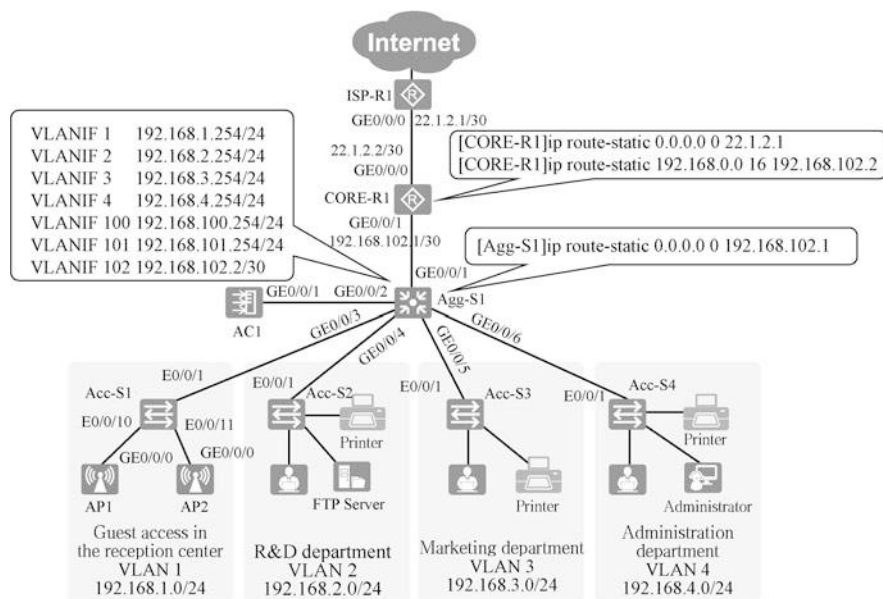 Internet
ISP-R1
GE0/0/0
22.1.2.1/30
VLANIF 1 192.168.1.254/24
VLANIF 2 192.168.2.254/24
VLANIF 3 192.168.3.254/24
VLANIF 4 192.168.4.254/24
VLANIF 100 192.168.100.254/24
VLANIF 101 192.168.101.254/24
VLANIF 102 192.168.102.2/30
[CORE-R1]ip route-static 0.0.0.0 0 22.1.2.1
[CORE-R1]ip route-static 192.168.0.0 16 192.168.102.2
22.1.2.2/30
GE0/0/0
CORE-R1
GE0/0/1
192.168.102.1/30
[Agg-S1]ip route-static 0.0.0.0 0 192.168.102.1
GE0/0/1
GE0/0/1
GE0/0/2
Agg-S1
AC1
GE0/0/3
GE0/0/4
GE0/0/5
GE0/0/6
E0/0/1
Acc-S1
E0/0/10
E0/0/11
GE0/0/0
GE0/0/0
AP1
AP2
Guest access in
the reception center
VLAN 1
192.168.1.0/24
E0/0/1
Acc-S2
Printer
FTP Server
R&D department
VLAN 2
192.168.2.0/24
E0/0/1
Acc-S3
Printer
Marketing department
VLAN 3
192.168.3.0/24
Acc-S4
E0/0/1
Printer
Administrator
Administration
department
VLAN 4
192.168.4.0/24